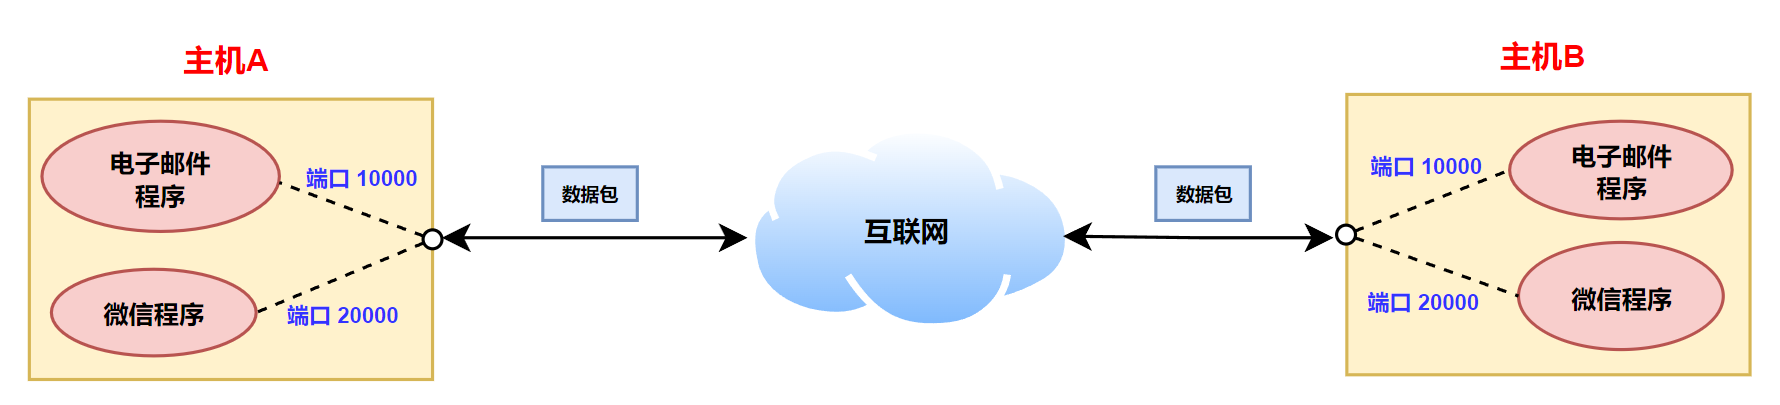 主机A
电子邮件
程序
端口 10000
微信程序
端口 20000
数据包
互联网
数据包
主机B
端口 10000
电子邮件
程序
端口 20000
微信程序